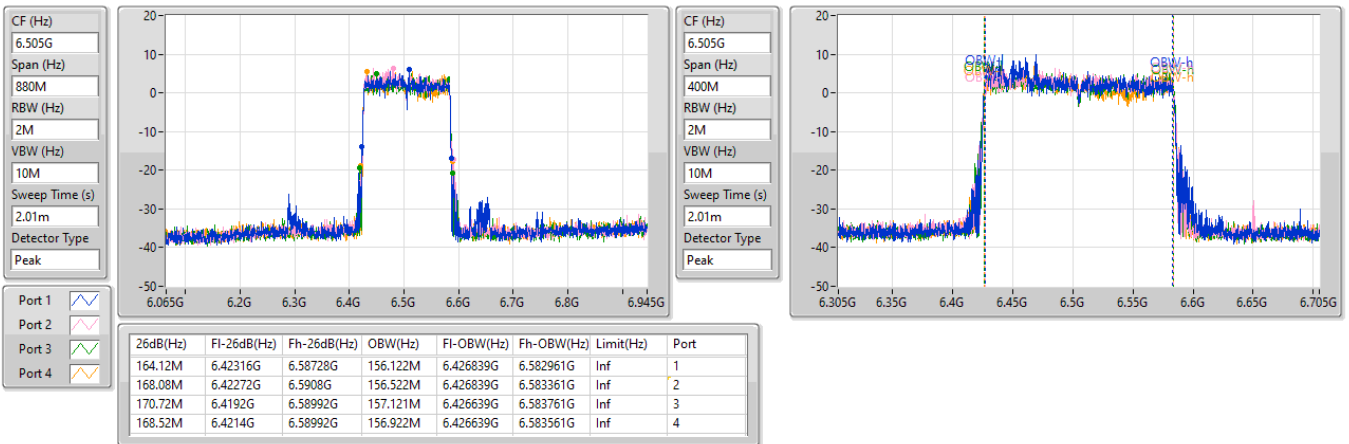 CF (Hz)
6.505G
Span (Hz)
880M
RBW (Hz)
2M
VBW (Hz)
10M
Sweep Time (s)
2.01m
Detector Type
Peak
20
10
0
-10
-20
-30
-40
-50
6.065G 6.2G 6.3G 6.4G 6.5G 6.6G 6.7G 6.8G 6.945G
CF (Hz)
6.505G
Span (Hz)
400M
RBW (Hz)
2M
VBW (Hz)
10M
Sweep Time (s)
2.01m
Detector Type
Peak
20
10
0
-10
-20
-30
-40
-50
OBW-h
6.305G 6.35G 6.4G 6.45G 6.5G 6.55G 6.6G 6.65G 6.705G
Port 1
Port 2
Port 3
Port 4
26dB(Hz) Fl-26dB(Hz) Fh-26dB(Hz) OBW(Hz) Fl-OBW(Hz) Fh-OBW(Hz) Limit(Hz) Port
164.12M 6.42316G 6.58728G 156.122M 6.426839G 6.582961G Inf 1
168.08M 6.42272G 6.5908G 156.522M 6.426839G 6.583361G Inf 2
170.72M 6.4192G 6.58992G 157.121M 6.426639G 6.583761G Inf 3
168.52M 6.4214G 6.58992G 156.922M 6.426639G 6.583561G Inf 4